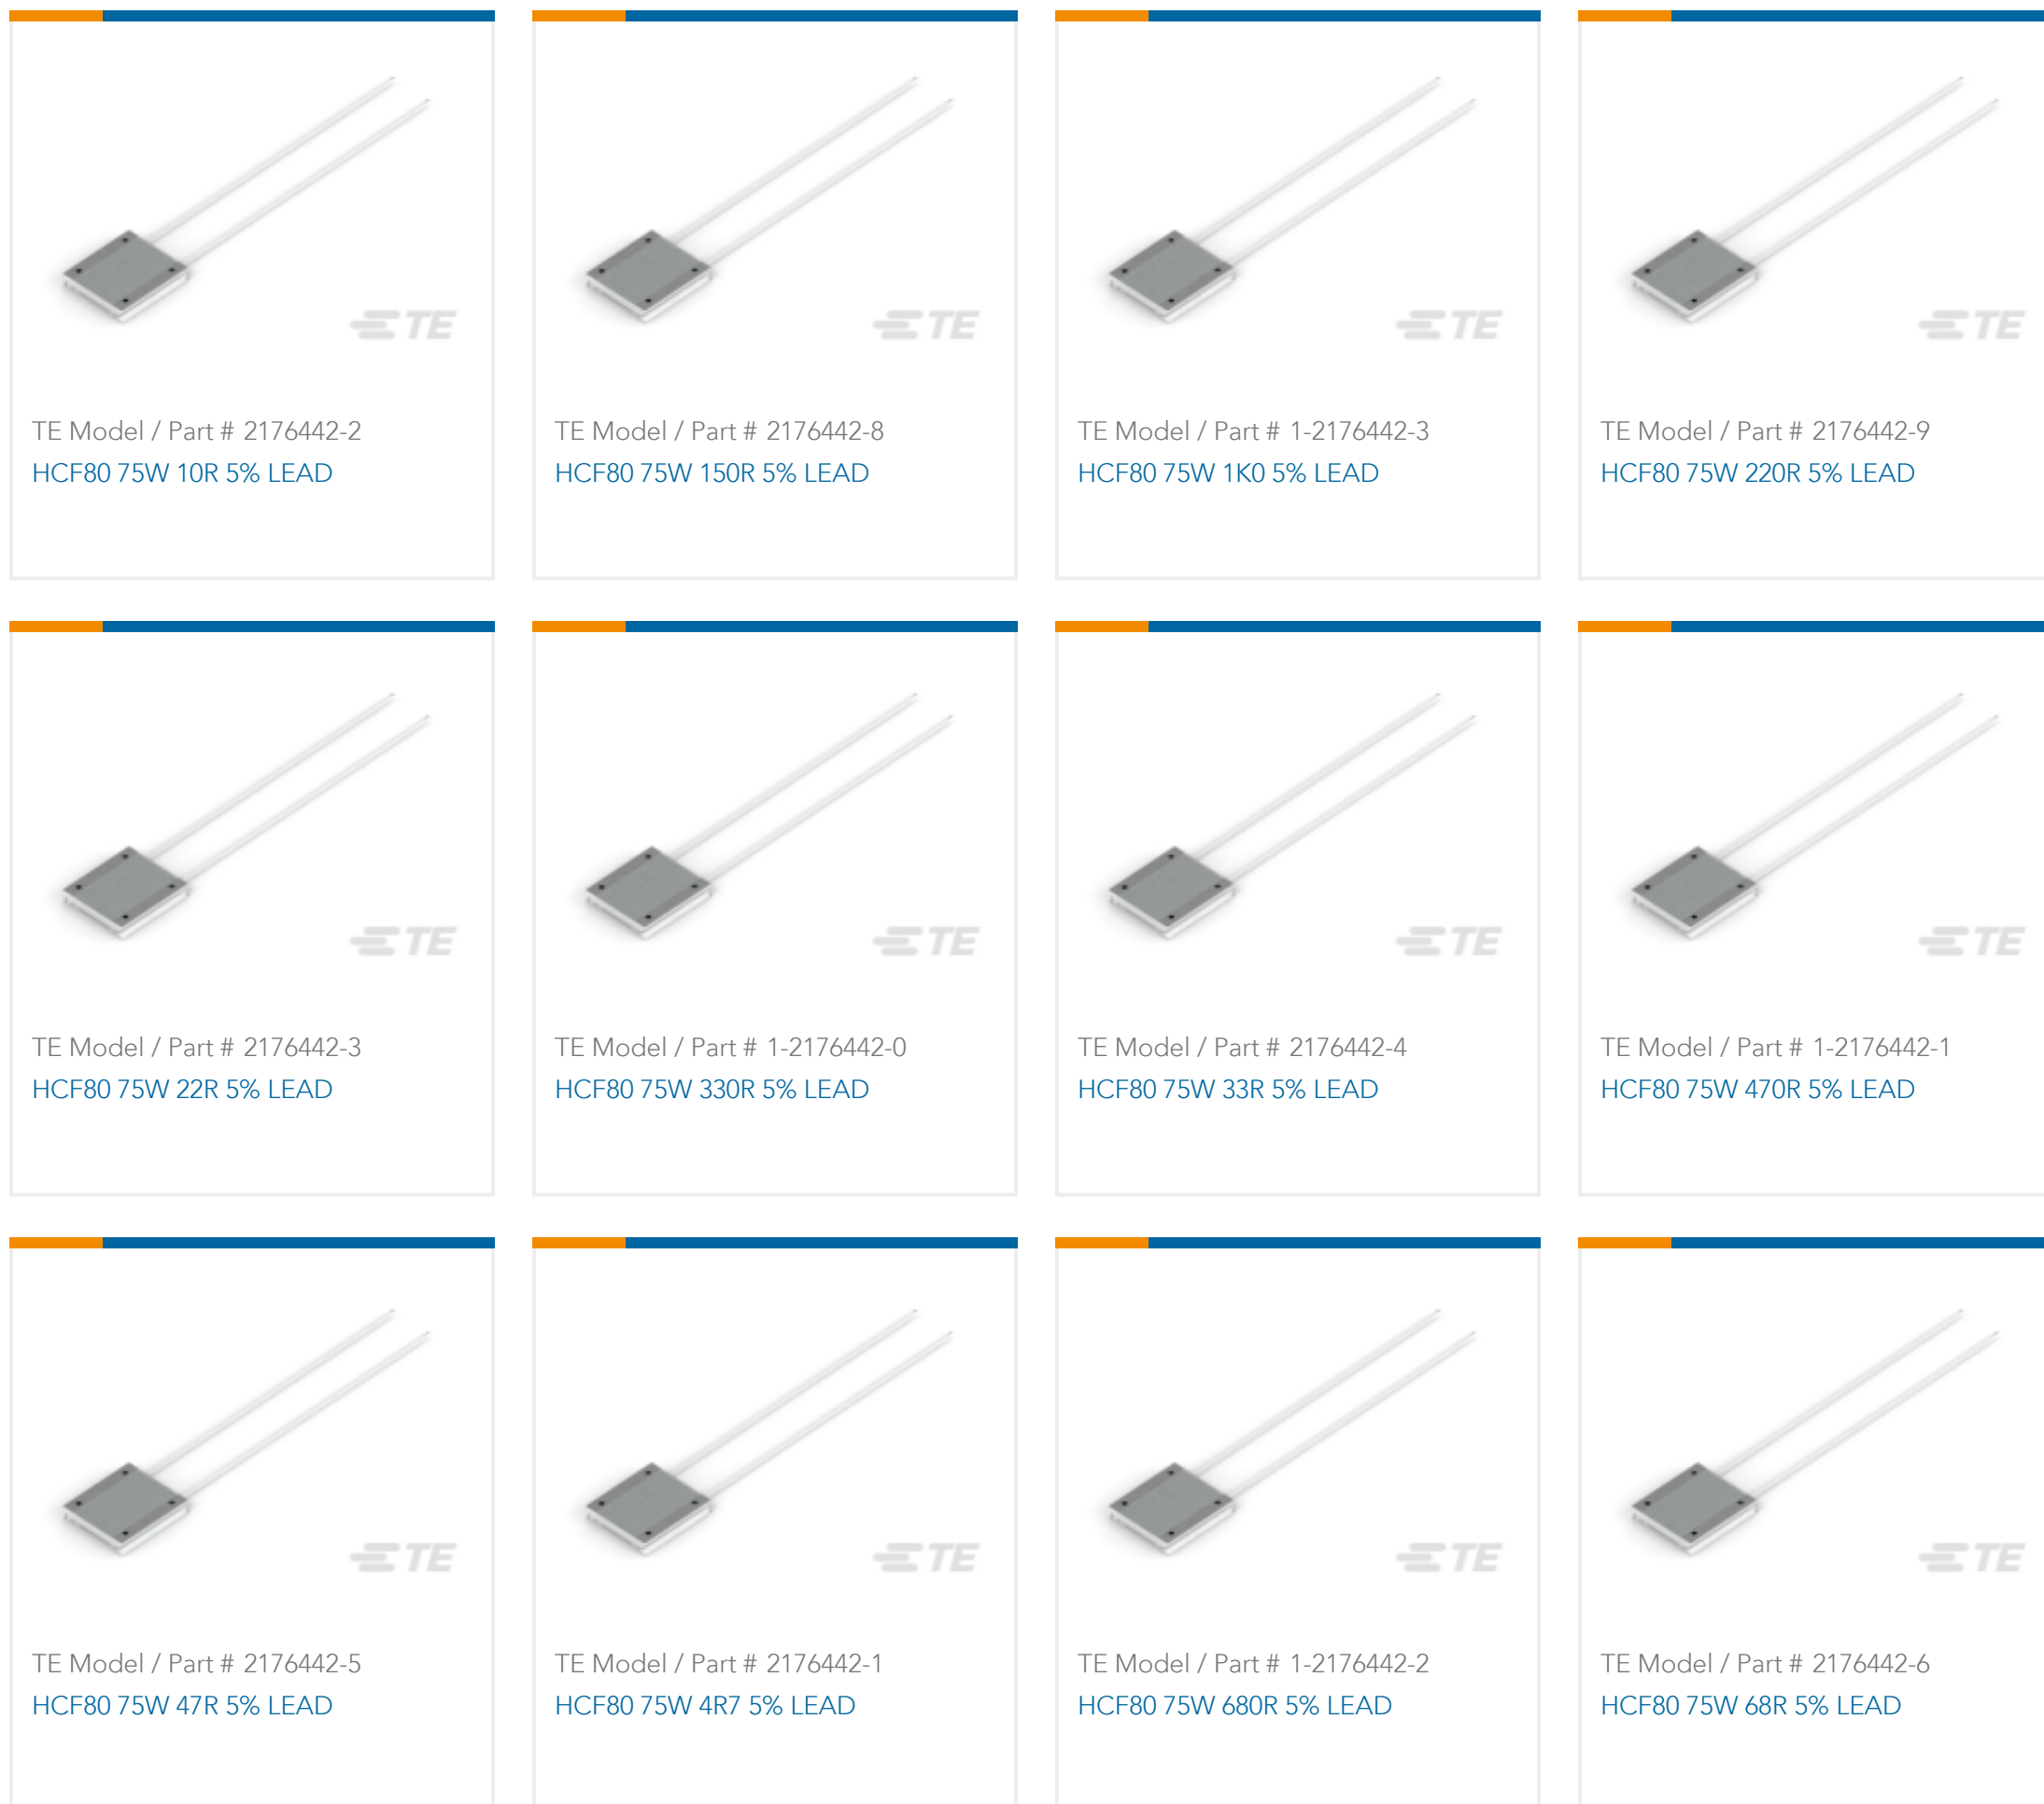 TE
TE
TE
TE
TE Model / Part # 2176442-2
HCF80 75W 10R 5% LEAD
TE Model / Part # 2176442-8
HCF80 75W 150R 5% LEAD
TE Model / Part # 1-2176442-3
HCF80 75W 1K0 5% LEAD
TE Model / Part # 2176442-9
HCF80 75W 220R 5% LEAD
TE
TE
TE
TE
TE Model / Part # 2176442-3
HCF80 75W 22R 5% LEAD
TE Model / Part # 1-2176442-0
HCF80 75W 330R 5% LEAD
TE Model / Part # 2176442-4
HCF80 75W 33R 5% LEAD
TE Model / Part # 1-2176442-1
HCF80 75W 470R 5% LEAD
TE
TE
TE
TE
TE Model / Part # 2176442-5
HCF80 75W 47R 5% LEAD
TE Model / Part # 2176442-1
HCF80 75W 4R7 5% LEAD
TE Model / Part # 1-2176442-2
HCF80 75W 680R 5% LEAD
TE Model / Part # 2176442-6
HCF80 75W 68R 5% LEAD